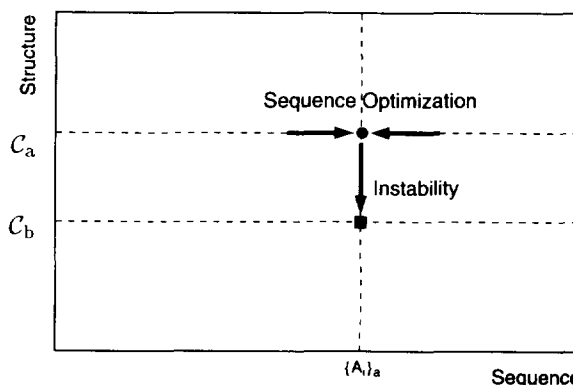 Structure
Sequence Optimization
𝒞a
Instability
𝒞b
{Aᵢ}a
Sequence